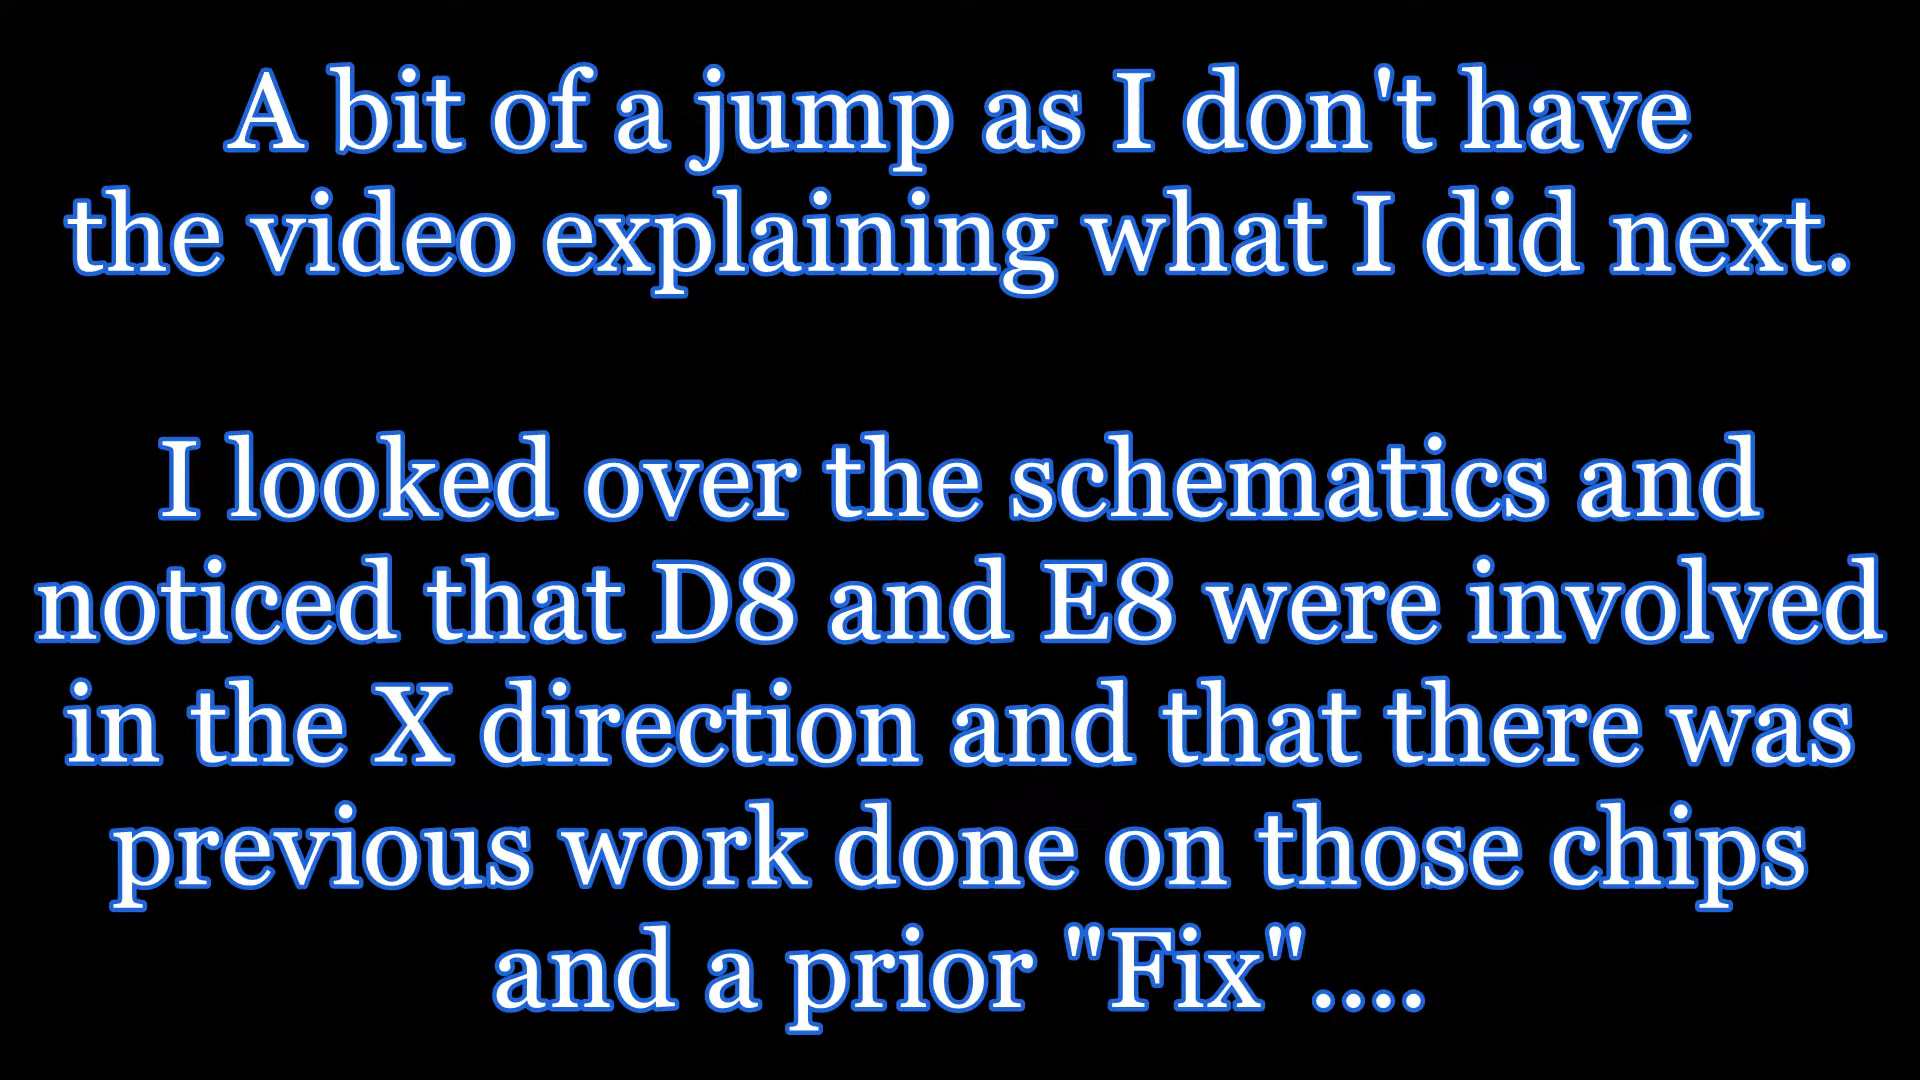 A bit of a jump as I don't have
the video explaining what I did next.
I looked over the schematics and
noticed that D8 and E8 were involved
in the X direction and that there was
previous work done on those chips
and a prior "Fix"....